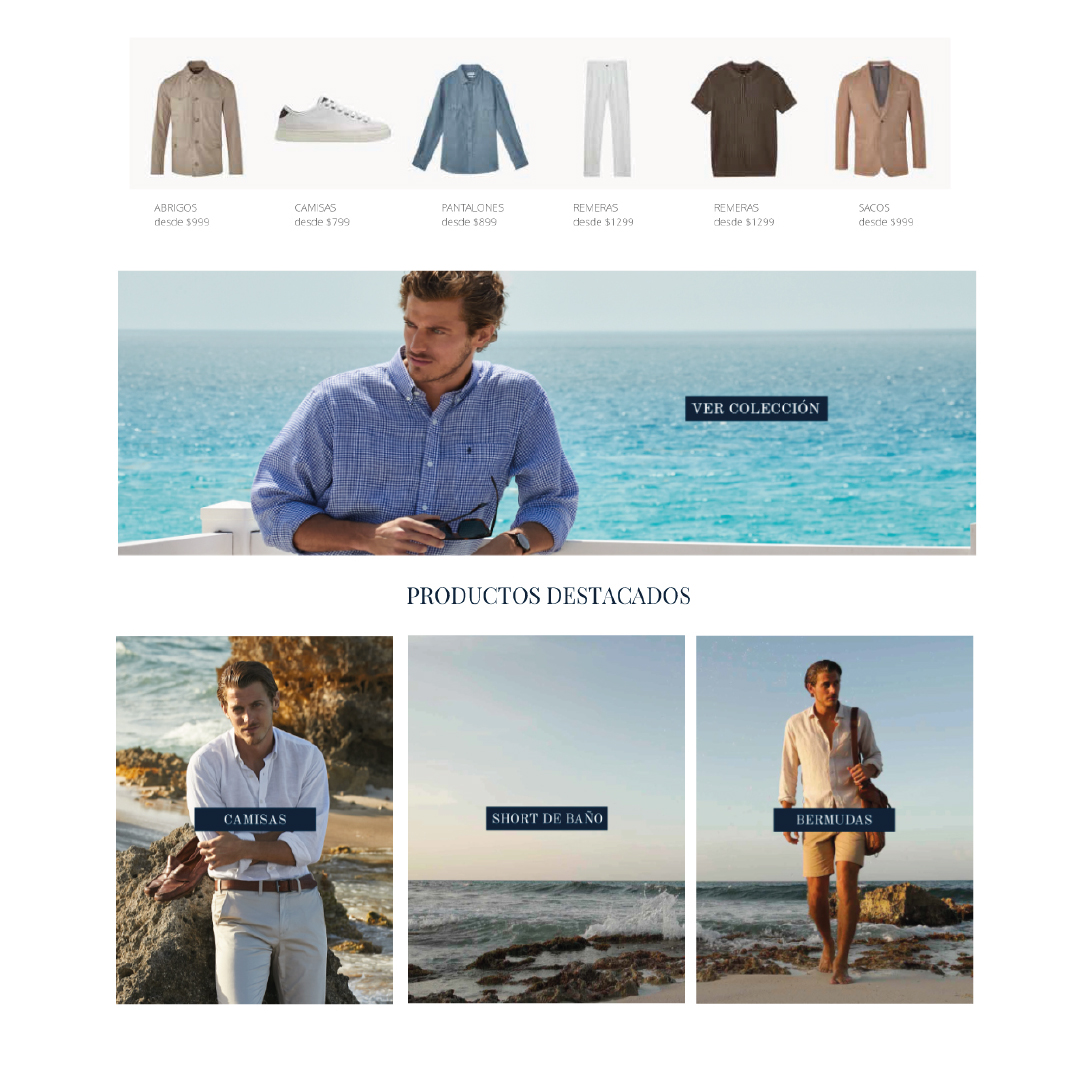 ABRIGOS
desde $999
CAMISAS
desde $799
PANTALONES
desde $899
REMERAS
desde $1299
REMERAS
desde $1299
SACOS
desde $999
VER COLECCIÓN
PRODUCTOS DESTACADOS
CAMISAS
SHORT DE BAÑO
BERMUDAS